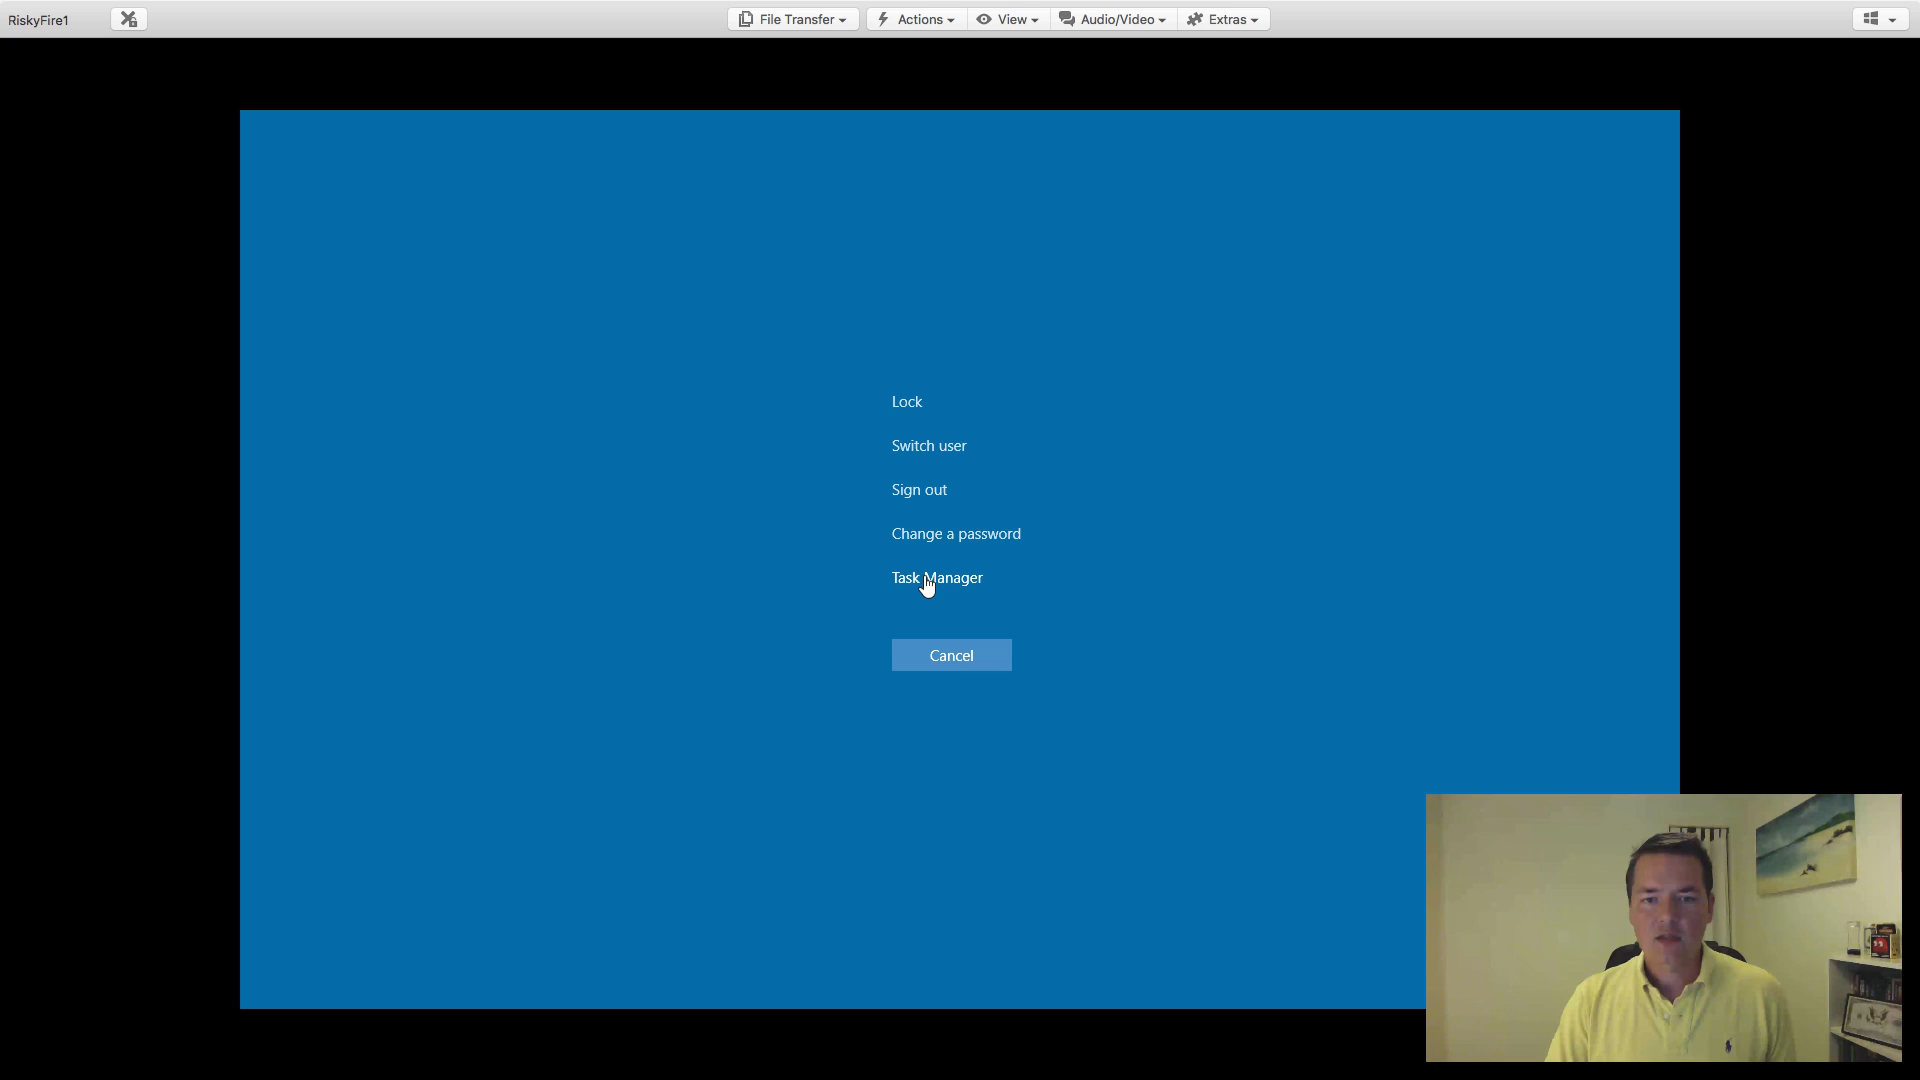 RiskyFire1
File Transfer
Actions
View
Audio/Video
Extras
Lock
Switch user
Sign out
Change a password
Task Manager
Cancel